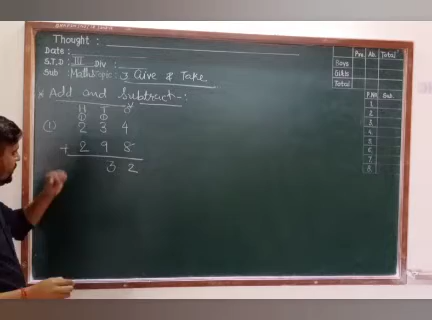 Thought :
Date :
S.T.D : III Div :
Sub : Maths Topic : 3 Give & Take
Pre. Ab. Total
Boys
Girls
Total
* Add and Subtract :-
P.No Sub
H T O
1 1
(1) 2 3 4
+ 2 9 8
3 2
1.
2.
3.
4.
5.
6.
7.
8.